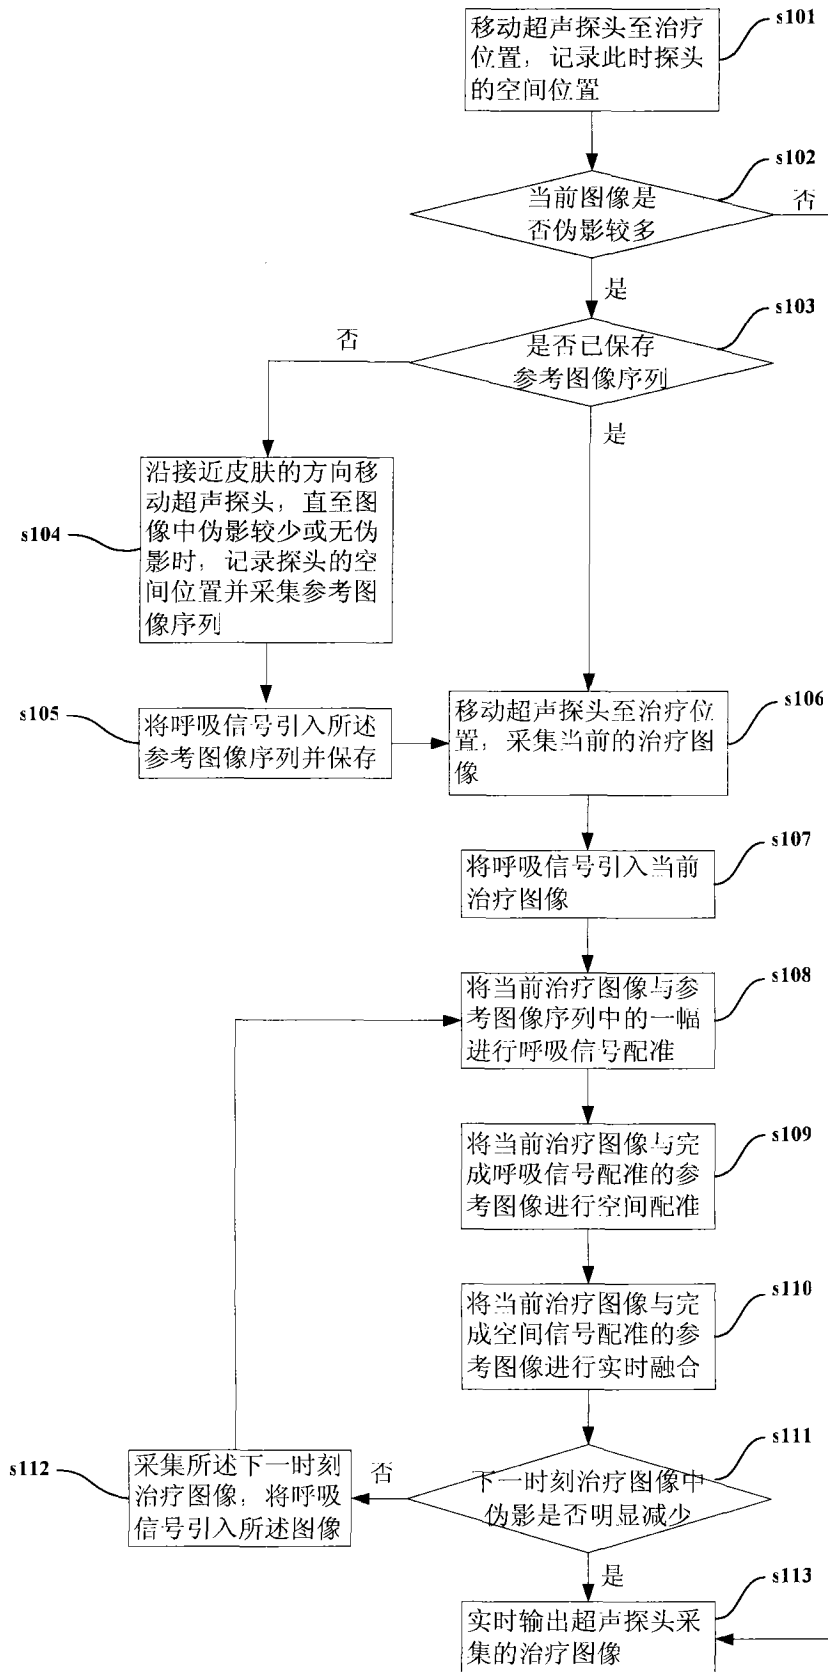 移动超声探头至治疗
位置，记录此时探头
的空间位置
s101
当前图像是
否伪影较多
s102
否
是
是否已保存
参考图像序列
s103
否
是
沿接近皮肤的方向移
动超声探头，直至图
像中伪影较少或无伪
影时，记录探头的空
间位置并采集参考图
像序列
s104
将呼吸信号引入所述
参考图像序列并保存
s105
移动超声探头至治疗位
置，采集当前的治疗图
像
s106
将呼吸信号引入当前
治疗图像
s107
将当前治疗图像与参
考图像序列中的一幅
进行呼吸信号配准
s108
将当前治疗图像与完
成呼吸信号配准的参
考图像进行空间配准
s109
将当前治疗图像与完
成空间信号配准的参
考图像进行实时融合
s110
下一时刻治疗图像中
伪影是否明显减少
s111
否
是
采集所述下一时刻
治疗图像，将呼吸
信号引入所述图像
s112
实时输出超声探头采
集的治疗图像
s113